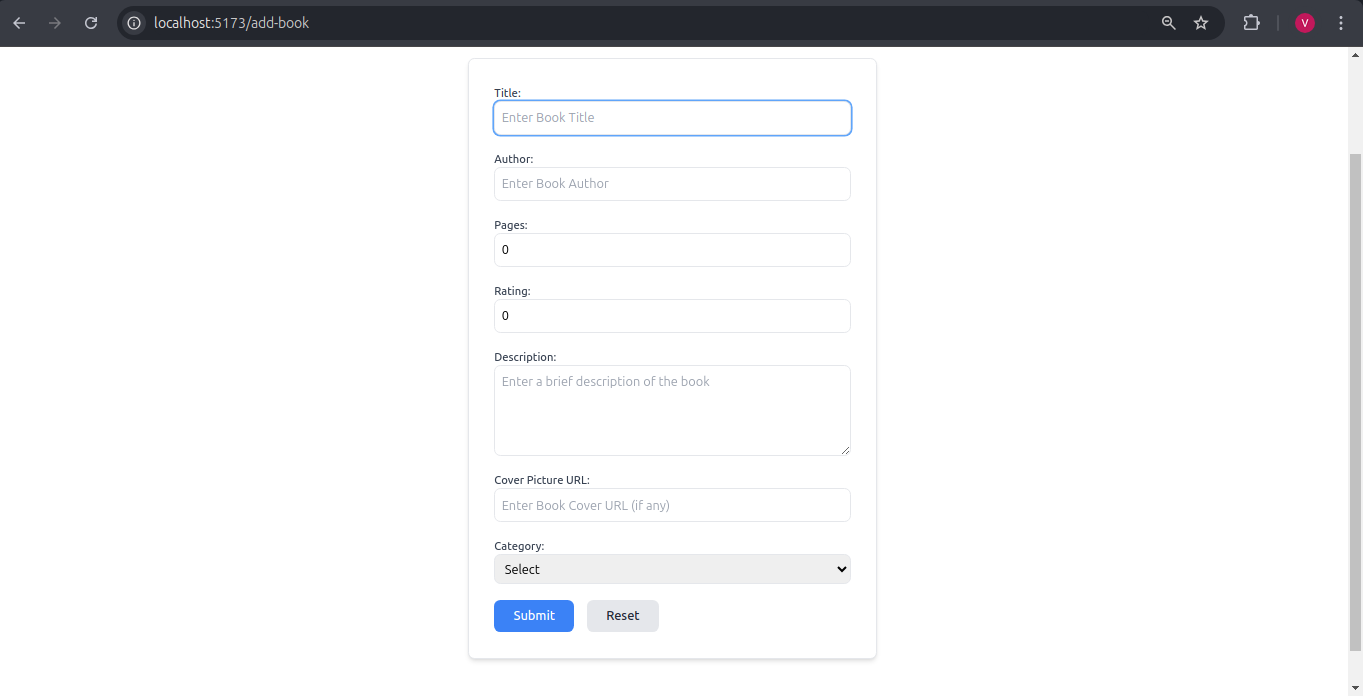 localhost:5173/add-book
V
Title:
Enter Book Title
Author:
Enter Book Author
Pages:
0
Rating:
0
Description:
Enter a brief description of the book
Cover Picture URL:
Enter Book Cover URL (if any)
Category:
Select
Submit Reset